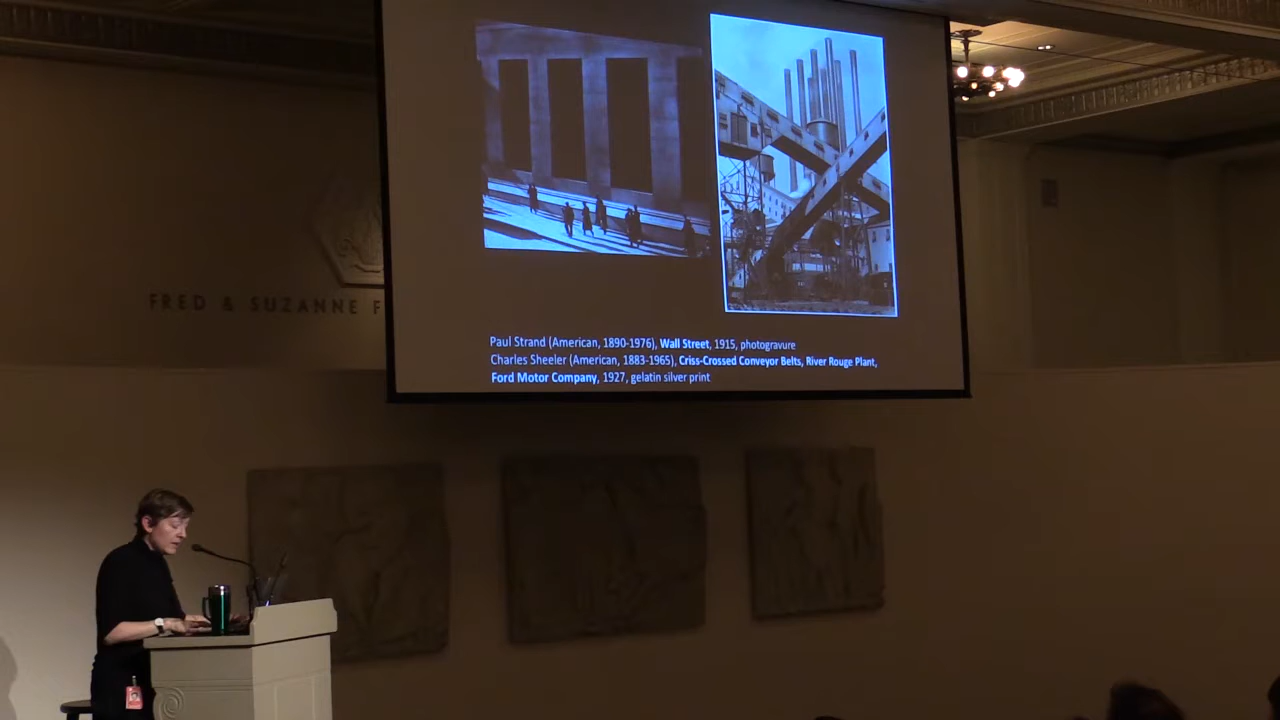 FRED & SUZANNE F
Paul Strand (American, 1890-1976), Wall Street, 1915, photogravure
Charles Sheeler (American, 1883-1965), Criss-Crossed Conveyor Belts, River Rouge Plant,
Ford Motor Company, 1927, gelatin silver print